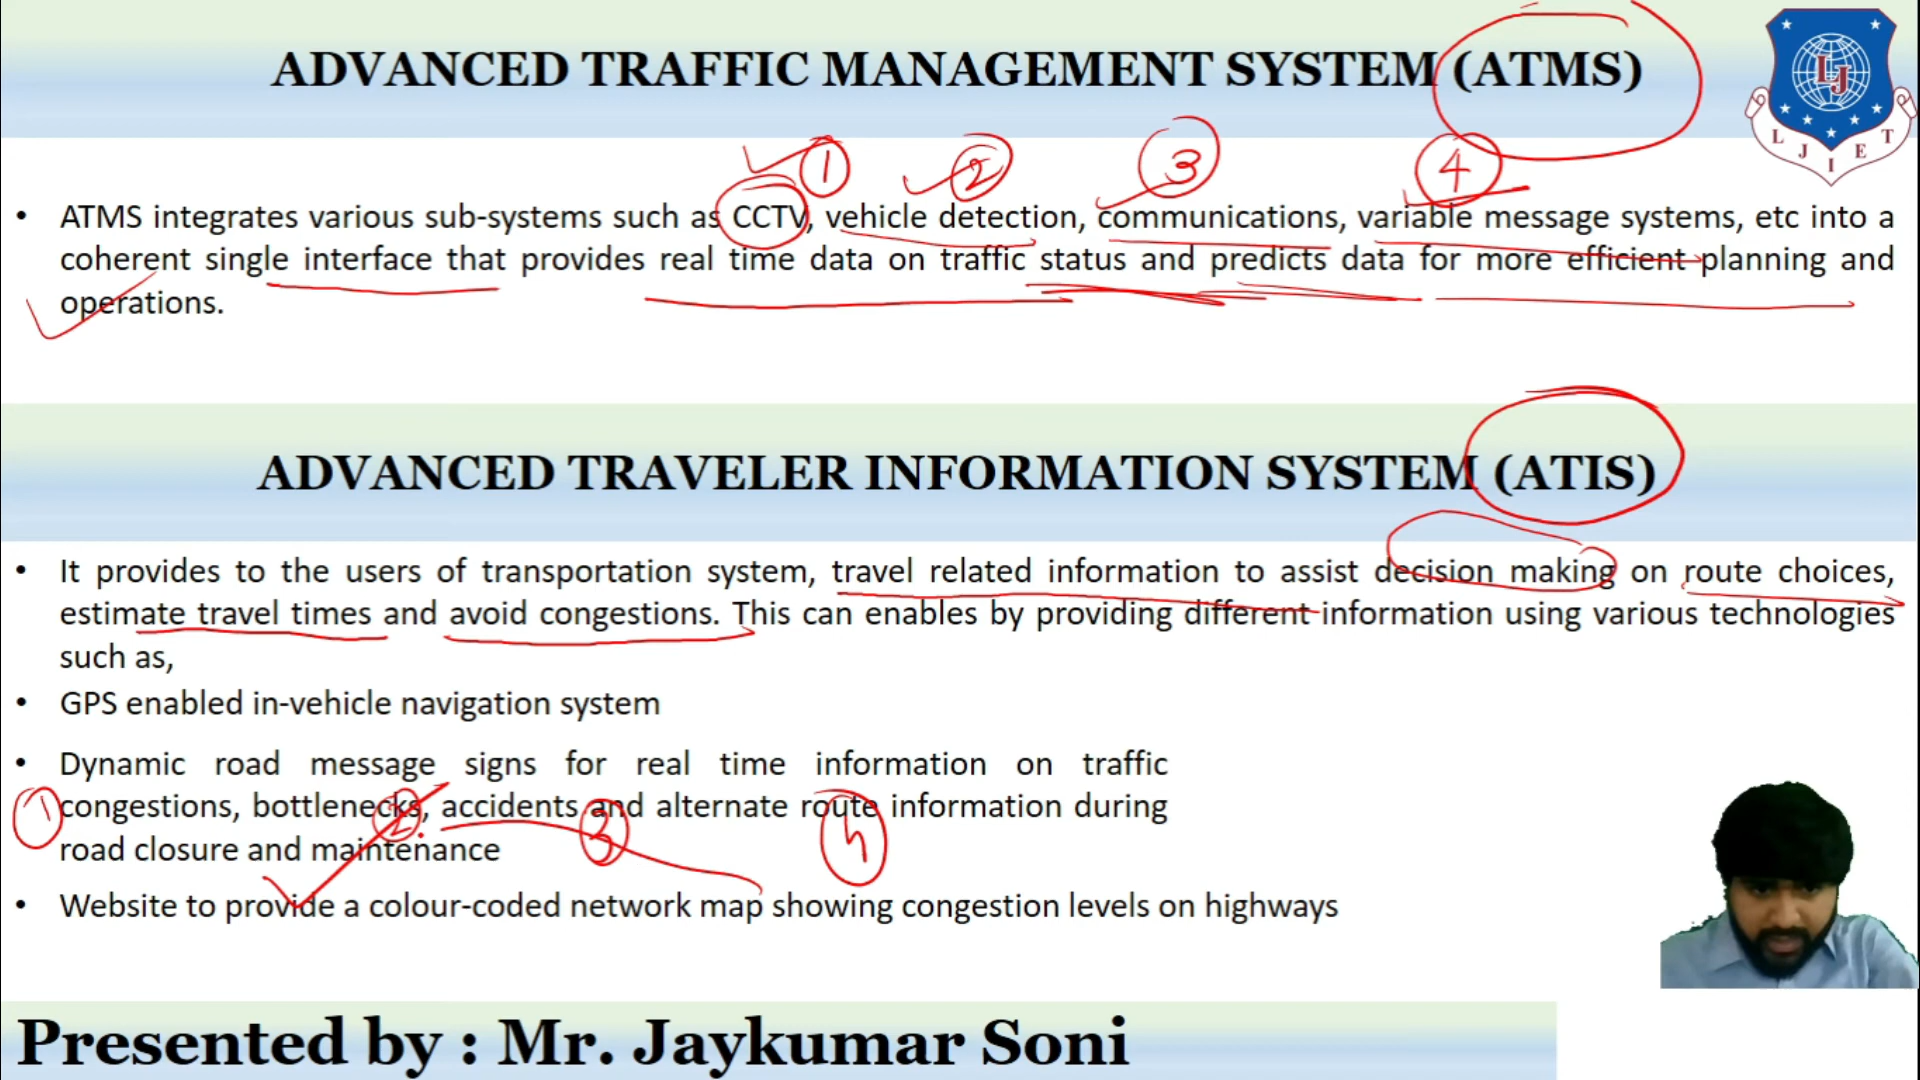 ADVANCED TRAFFIC MANAGEMENT SYSTEM (ATMS)
L J I E T
LJ
1 2 3 4
• ATMS integrates various sub-systems such as CCTV, vehicle detection, communications, variable message systems, etc into a
coherent single interface that provides real time data on traffic status and predicts data for more efficient planning and
operations.
ADVANCED TRAVELER INFORMATION SYSTEM (ATIS)
• It provides to the users of transportation system, travel related information to assist decision making on route choices,
estimate travel times and avoid congestions. This can enables by providing different information using various technologies
such as,
• GPS enabled in-vehicle navigation system
• Dynamic road message signs for real time information on traffic
congestions, bottlenecks, accidents and alternate route information during
1 2 3 4
road closure and maintenance
• Website to provide a colour-coded network map showing congestion levels on highways
Presented by : Mr. Jaykumar Soni